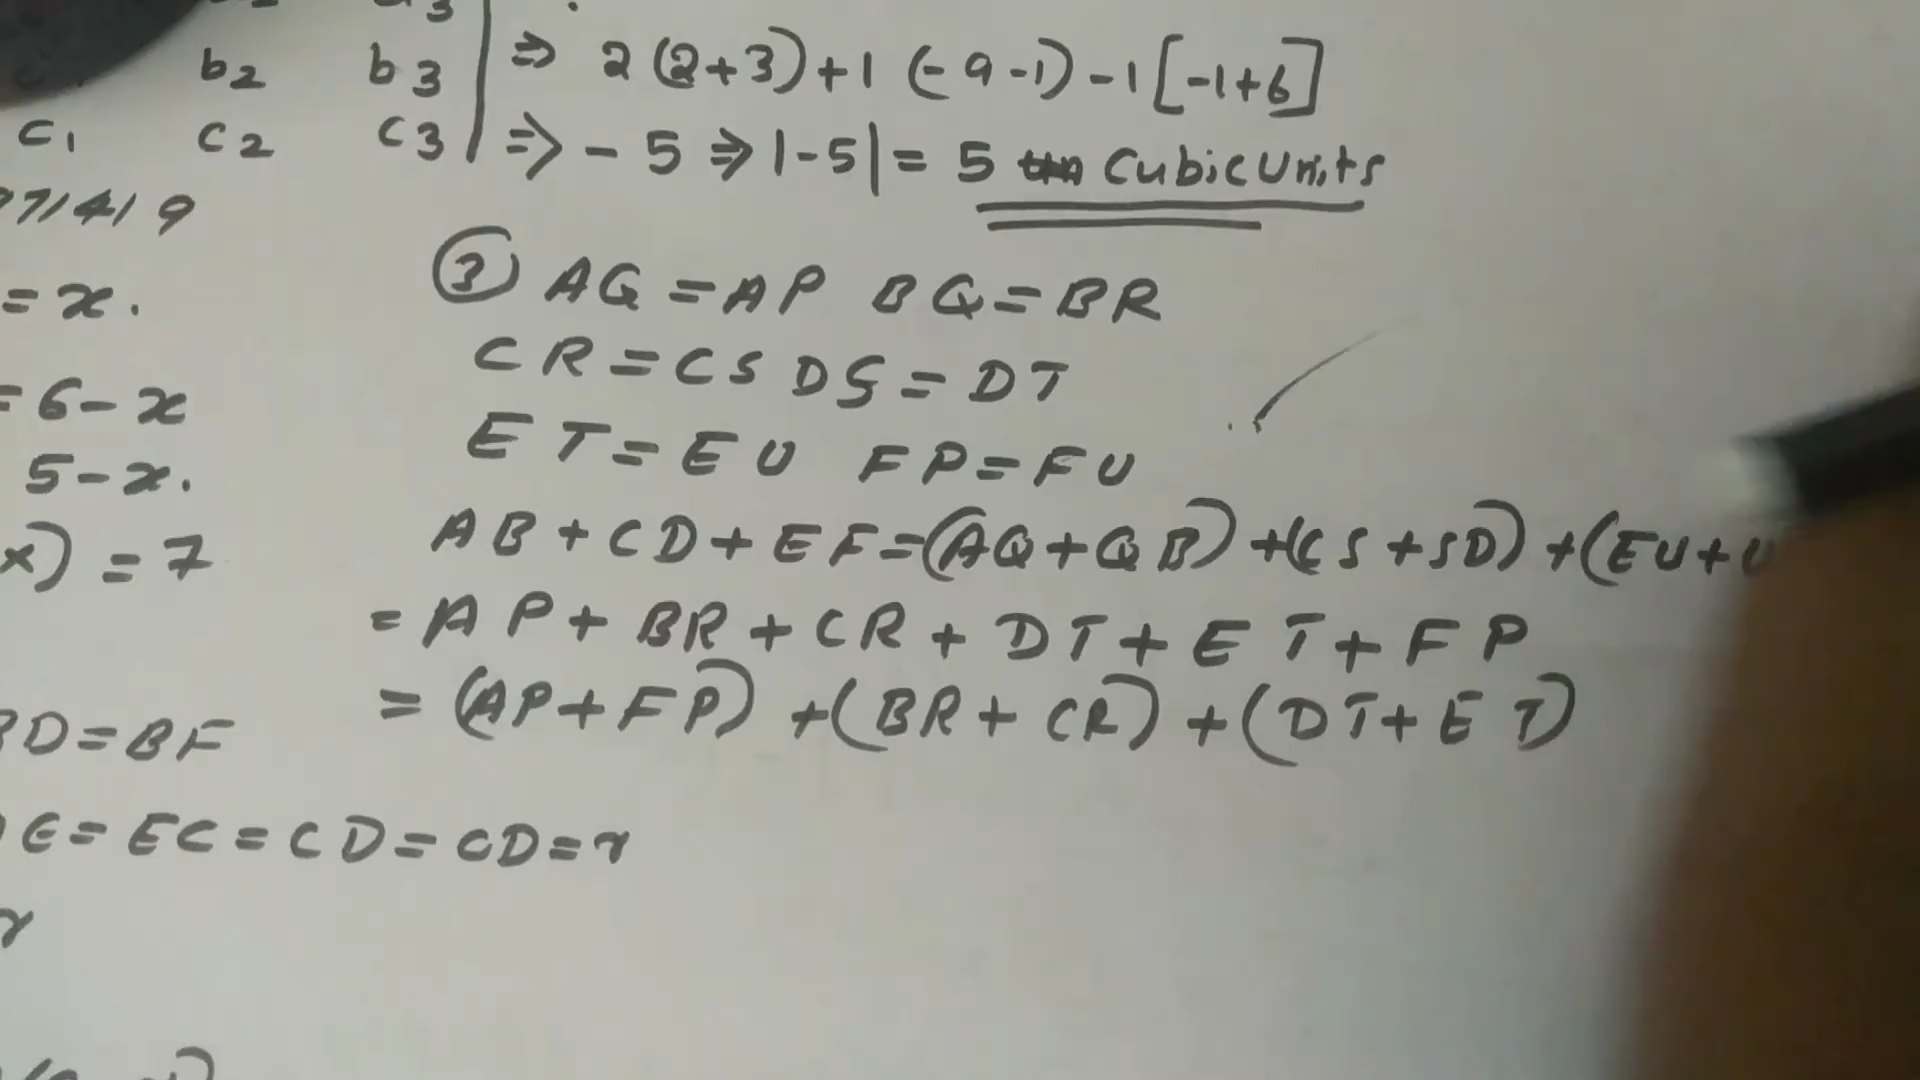 b2 b3 ⇒ 2 (2+3) +1 (-9-1) -1 [-1+6]
c1 c2 c3 ⇒ - 5 ⇒ |-5| = 5 Cubic Units
71419
= x.
= 6-x
5-x.
x) = 7
BD = BF
E = EC = CD = CD = r
r
③ AQ = AP BQ = BR
CR = CS DS = DT
ET = EU FP = FU
AB + CD + EF = (AQ + QB) + (CS + SD) + (EU + U
= AP + BR + CR + DT + ET + FP
= (AP + FP) + (BR + CR) + (DT + ET)